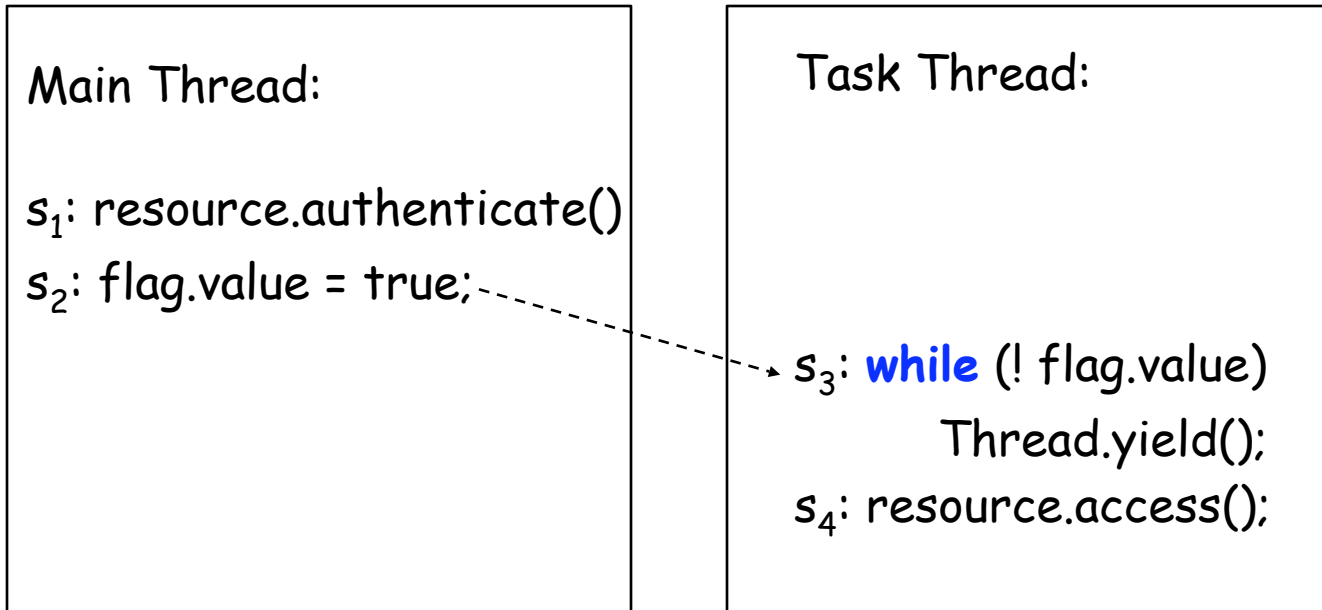 Main Thread:
s₁: resource.authenticate()
s₂: flag.value = true;
Task Thread:
s₃: while (! flag.value)
Thread.yield();
s₄: resource.access();